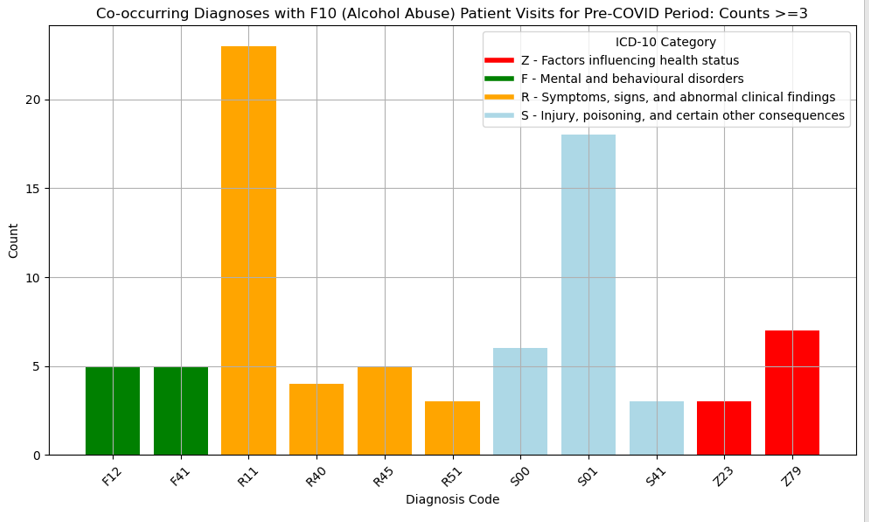 Co-occurring Diagnoses with F10 (Alcohol Abuse) Patient Visits for Pre-COVID Period: Counts >=3
ICD-10 Category
Z - Factors influencing health status
F - Mental and behavioural disorders
R - Symptoms, signs, and abnormal clinical findings
S - Injury, poisoning, and certain other consequences
20
15
10
5
0
Count
F12 F41 R11 R40 R45 R51 S00 S01 S41 Z23 Z79
Diagnosis Code